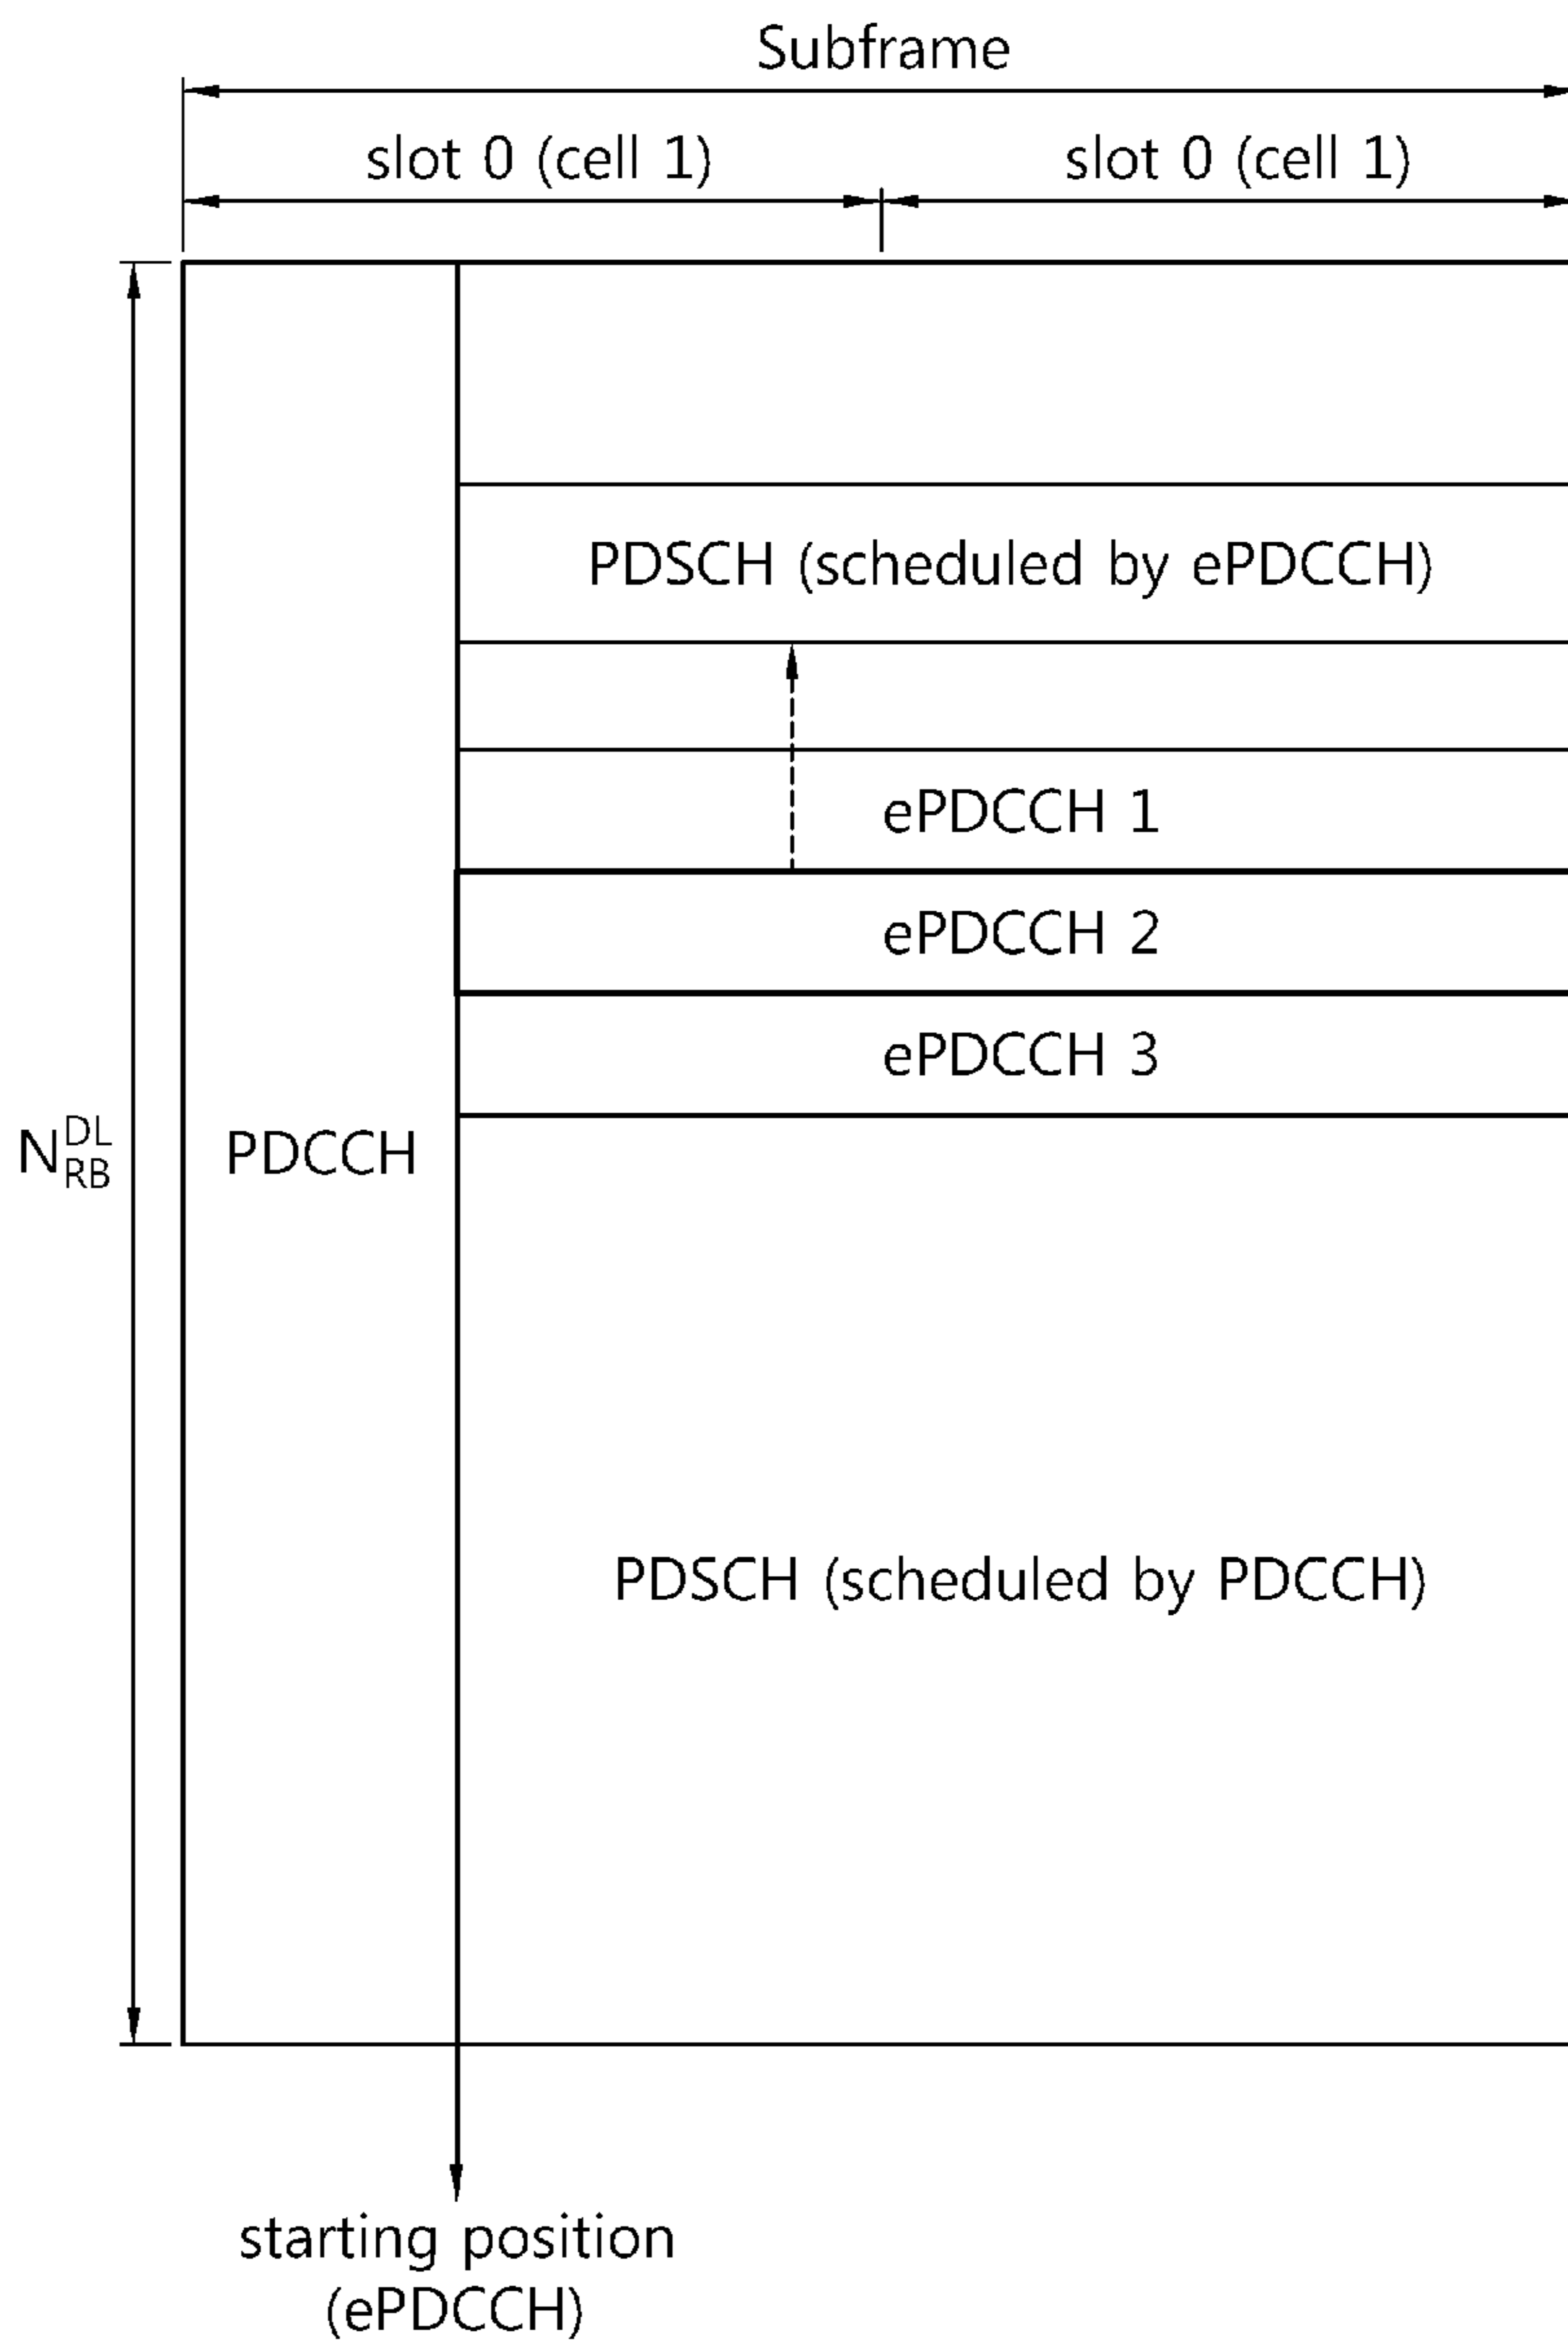 Subframe
slot 0 (cell 1) slot 0 (cell 1)
PDSCH (scheduled by ePDCCH)
ePDCCH 1
ePDCCH 2
ePDCCH 3
N DL RB
PDCCH
PDSCH (scheduled by PDCCH)
starting position
(ePDCCH)